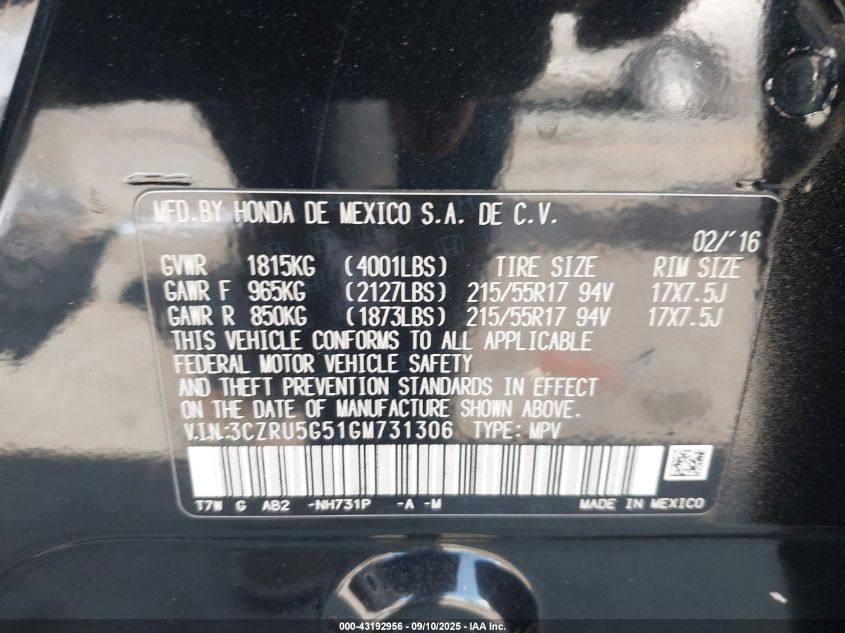 MFD.BY HONDA DE MEXICO S.A. DE C.V.
02/'16
GVWR 1815KG (4001LBS) TIRE SIZE RIM SIZE
GAWR F 965KG (2127LBS) 215/55R17 94V 17X7.5J
GAWR R 850KG (1873LBS) 215/55R17 94V 17X7.5J
THIS VEHICLE CONFORMS TO ALL APPLICABLE
FEDERAL MOTOR VEHICLE SAFETY
AND THEFT PREVENTION STANDARDS IN EFFECT
ON THE DATE OF MANUFACTURE SHOWN ABOVE.
V.I.N.:3CZRU5G51GM731306 TYPE: MPV
T7W G AB2 -NH731P -A -M MADE IN MEXICO
000-43192956 - 09/10/2025 - IAA Inc.